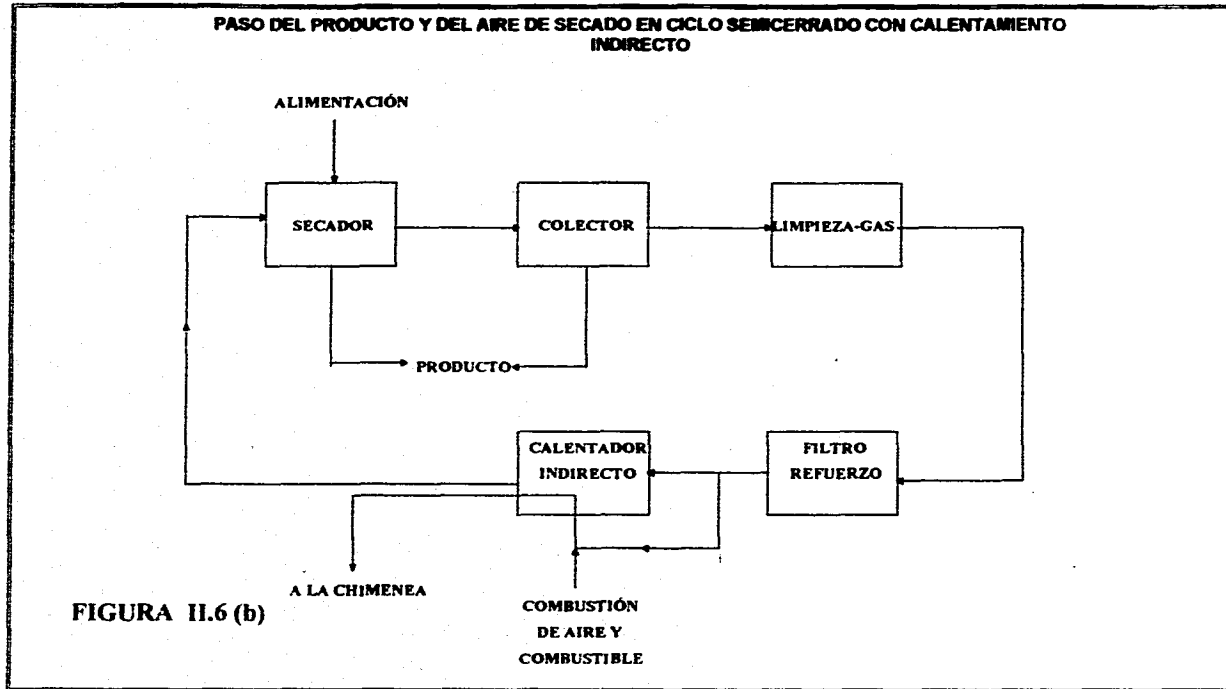 PASO DEL PRODUCTO Y DEL AIRE DE SECADO EN CICLO SEMICERRADO CON CALENTAMIENTO
INDIRECTO
ALIMENTACIÓN
SECADOR
COLECTOR
LIMPIEZA-GAS
PRODUCTO
CALENTADOR
INDIRECTO
FILTRO
REFUERZO
A LA CHIMENEA
COMBUSTIÓN
DE AIRE Y
COMBUSTIBLE
FIGURA II.6 (b)